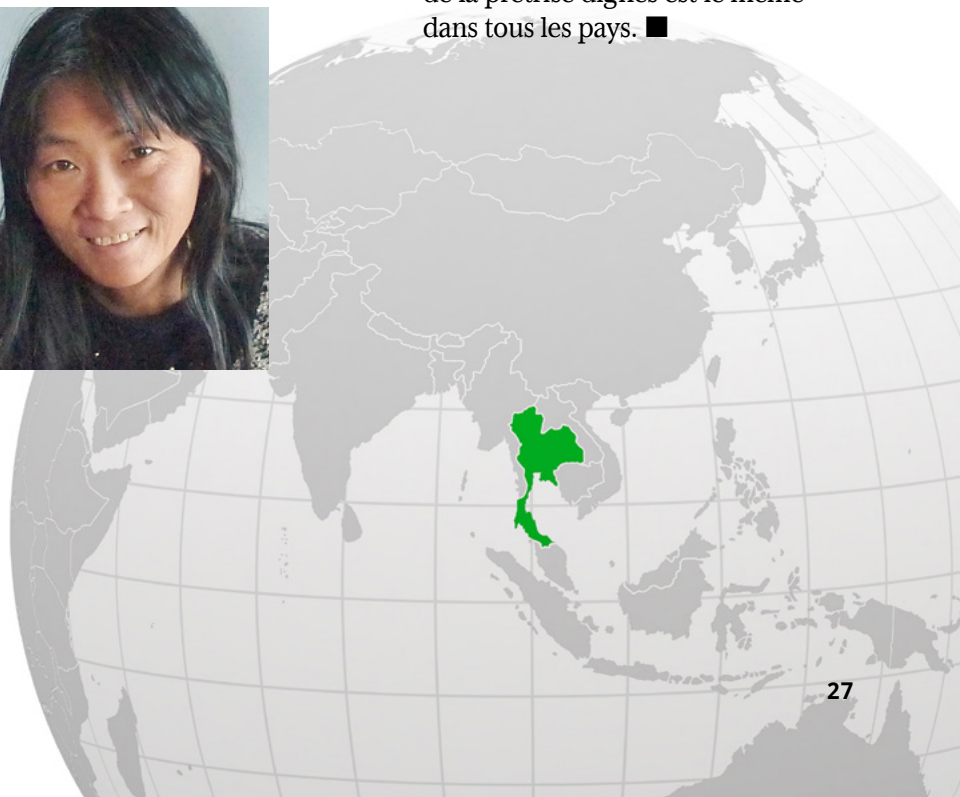 de la prêtrise dignes est le même
dans tous les pays. ■
27